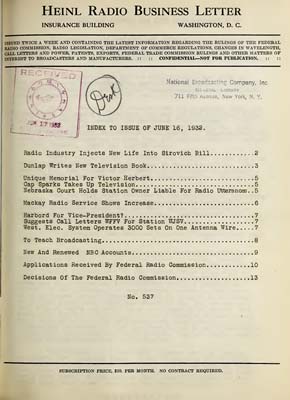 HEINL RADIO BUSINESS LETTER
INSURANCE BUILDING WASHINGTON, D. C.
ISSUED TWICE A WEEK AND CONTAINING THE LATEST INFORMATION REGARDING THE RULINGS OF THE FEDERAL
RADIO COMMISSION, RADIO LEGISLATION, DEPARTMENT OF COMMERCE REGULATIONS, CHANGES IN WAVELENGTH,
CALL LETTERS AND POWER, PATENTS, EXPORTS, FEDERAL TRADE COMMISSION RULINGS AND OTHER MATTERS OF
INTEREST TO BROADCASTERS AND MANUFACTURERS. :: :: CONFIDENTIAL—NOT FOR PUBLICATION. :: ::
RECEIVED
JUN 17 1932
National Broadcasting Company, Inc.
711 Fifth Avenue, New York, N. Y.
INDEX TO ISSUE OF JUNE 16, 1932.
Radio Industry Injects New Life Into Sirovich Bill...........2
Dunlap Writes New Television Book...........3
Unique Memorial For Victor Herbert...........5
Cap Sparks Takes Up Television...........5
Nebraska Court Holds Station Owner Liable For Radio Utterances..5
Mackay Radio Service Shows Increase...........6
Harbord For Vice-President?...........7
Suggests Call Letters WFFV For Station WJSV...........7
West. Elec. System Operates 3000 Sets On One Antenna Wire.....7
To Teach Broadcasting...........8
New And Renewed NBC Accounts...........9
Applications Received By Federal Radio Commission...........10
Decisions Of The Federal Radio Commission...........13
No. 527
SUBSCRIPTION PRICE, $10. PER MONTH. NO CONTRACT REQUIRED.